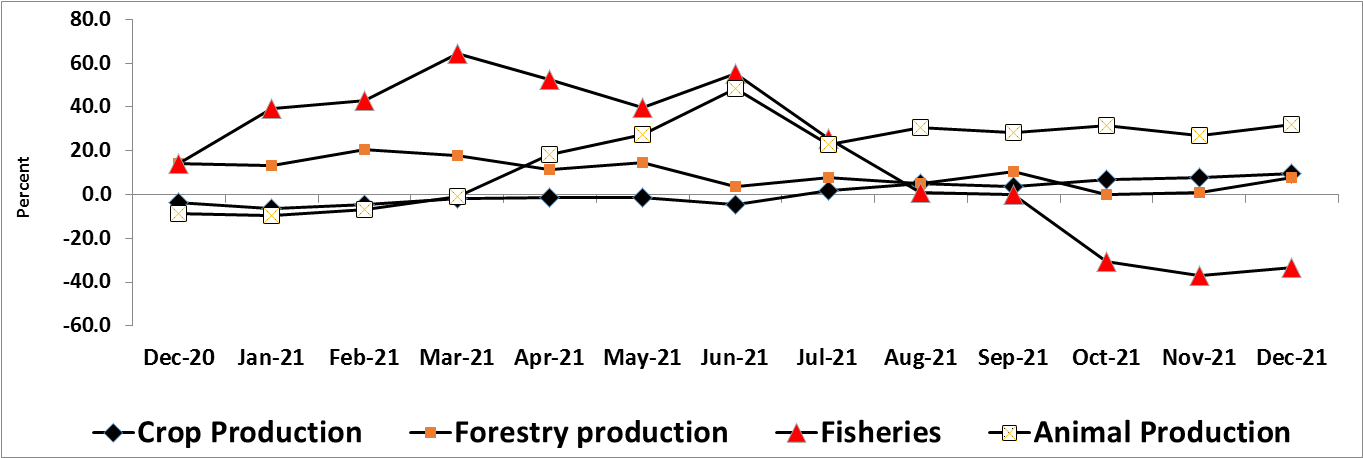 80.0
60.0
40.0
20.0
0.0
-20.0
-40.0
-60.0
Percent
Dec-20 Jan-21 Feb-21 Mar-21 Apr-21 May-21 Jun-21 Jul-21 Aug-21 Sep-21 Oct-21 Nov-21 Dec-21
Crop Production Forestry production Fisheries Animal Production